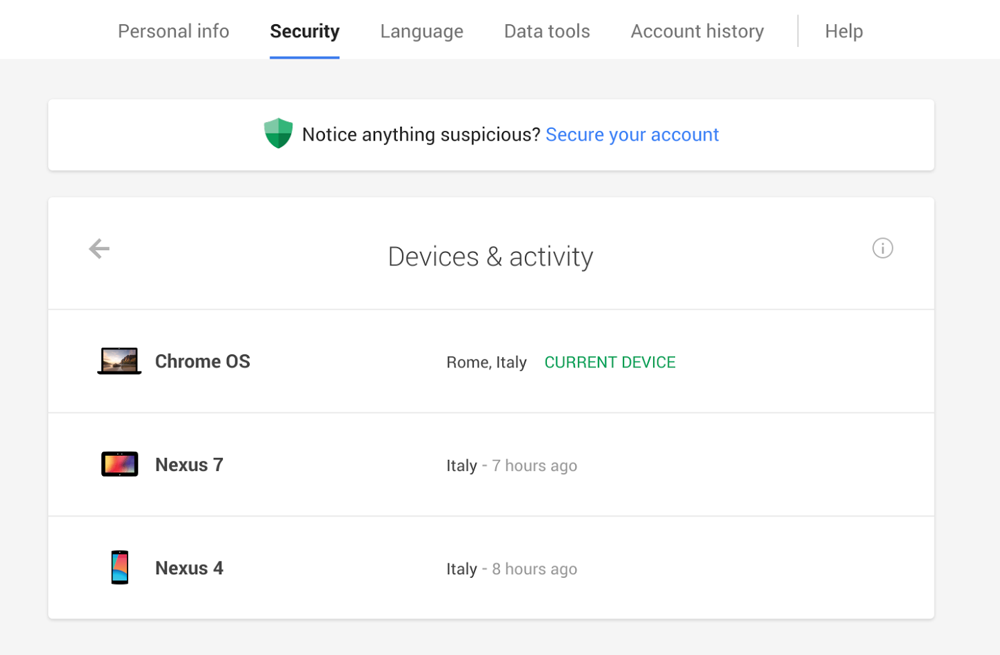 Personal info Security Language Data tools Account history Help
Notice anything suspicious? Secure your account
Devices & activity
Chrome OS Rome, Italy CURRENT DEVICE
Nexus 7 Italy - 7 hours ago
Nexus 4 Italy - 8 hours ago